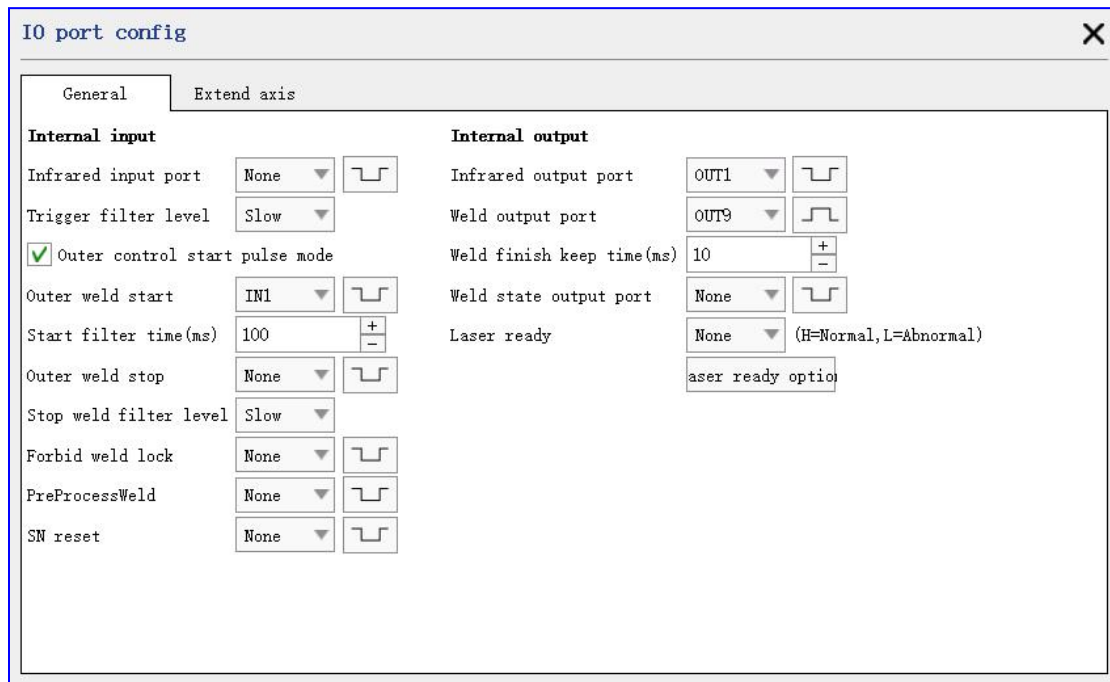 IO port config
General Extend axis
Internal input
Infrared input port None
Trigger filter level Slow
Outer control start pulse mode
Outer weld start IN1
Start filter time(ms) 100 + -
Outer weld stop None
Stop weld filter level Slow
Forbid weld lock None
PreProcessWeld None
SN reset None
Internal output
Infrared output port OUT1
Weld output port OUT9
Weld finish keep time(ms) 10 + -
Weld state output port None
Laser ready None (H=Normal,L=Abnormal)
aser ready optio